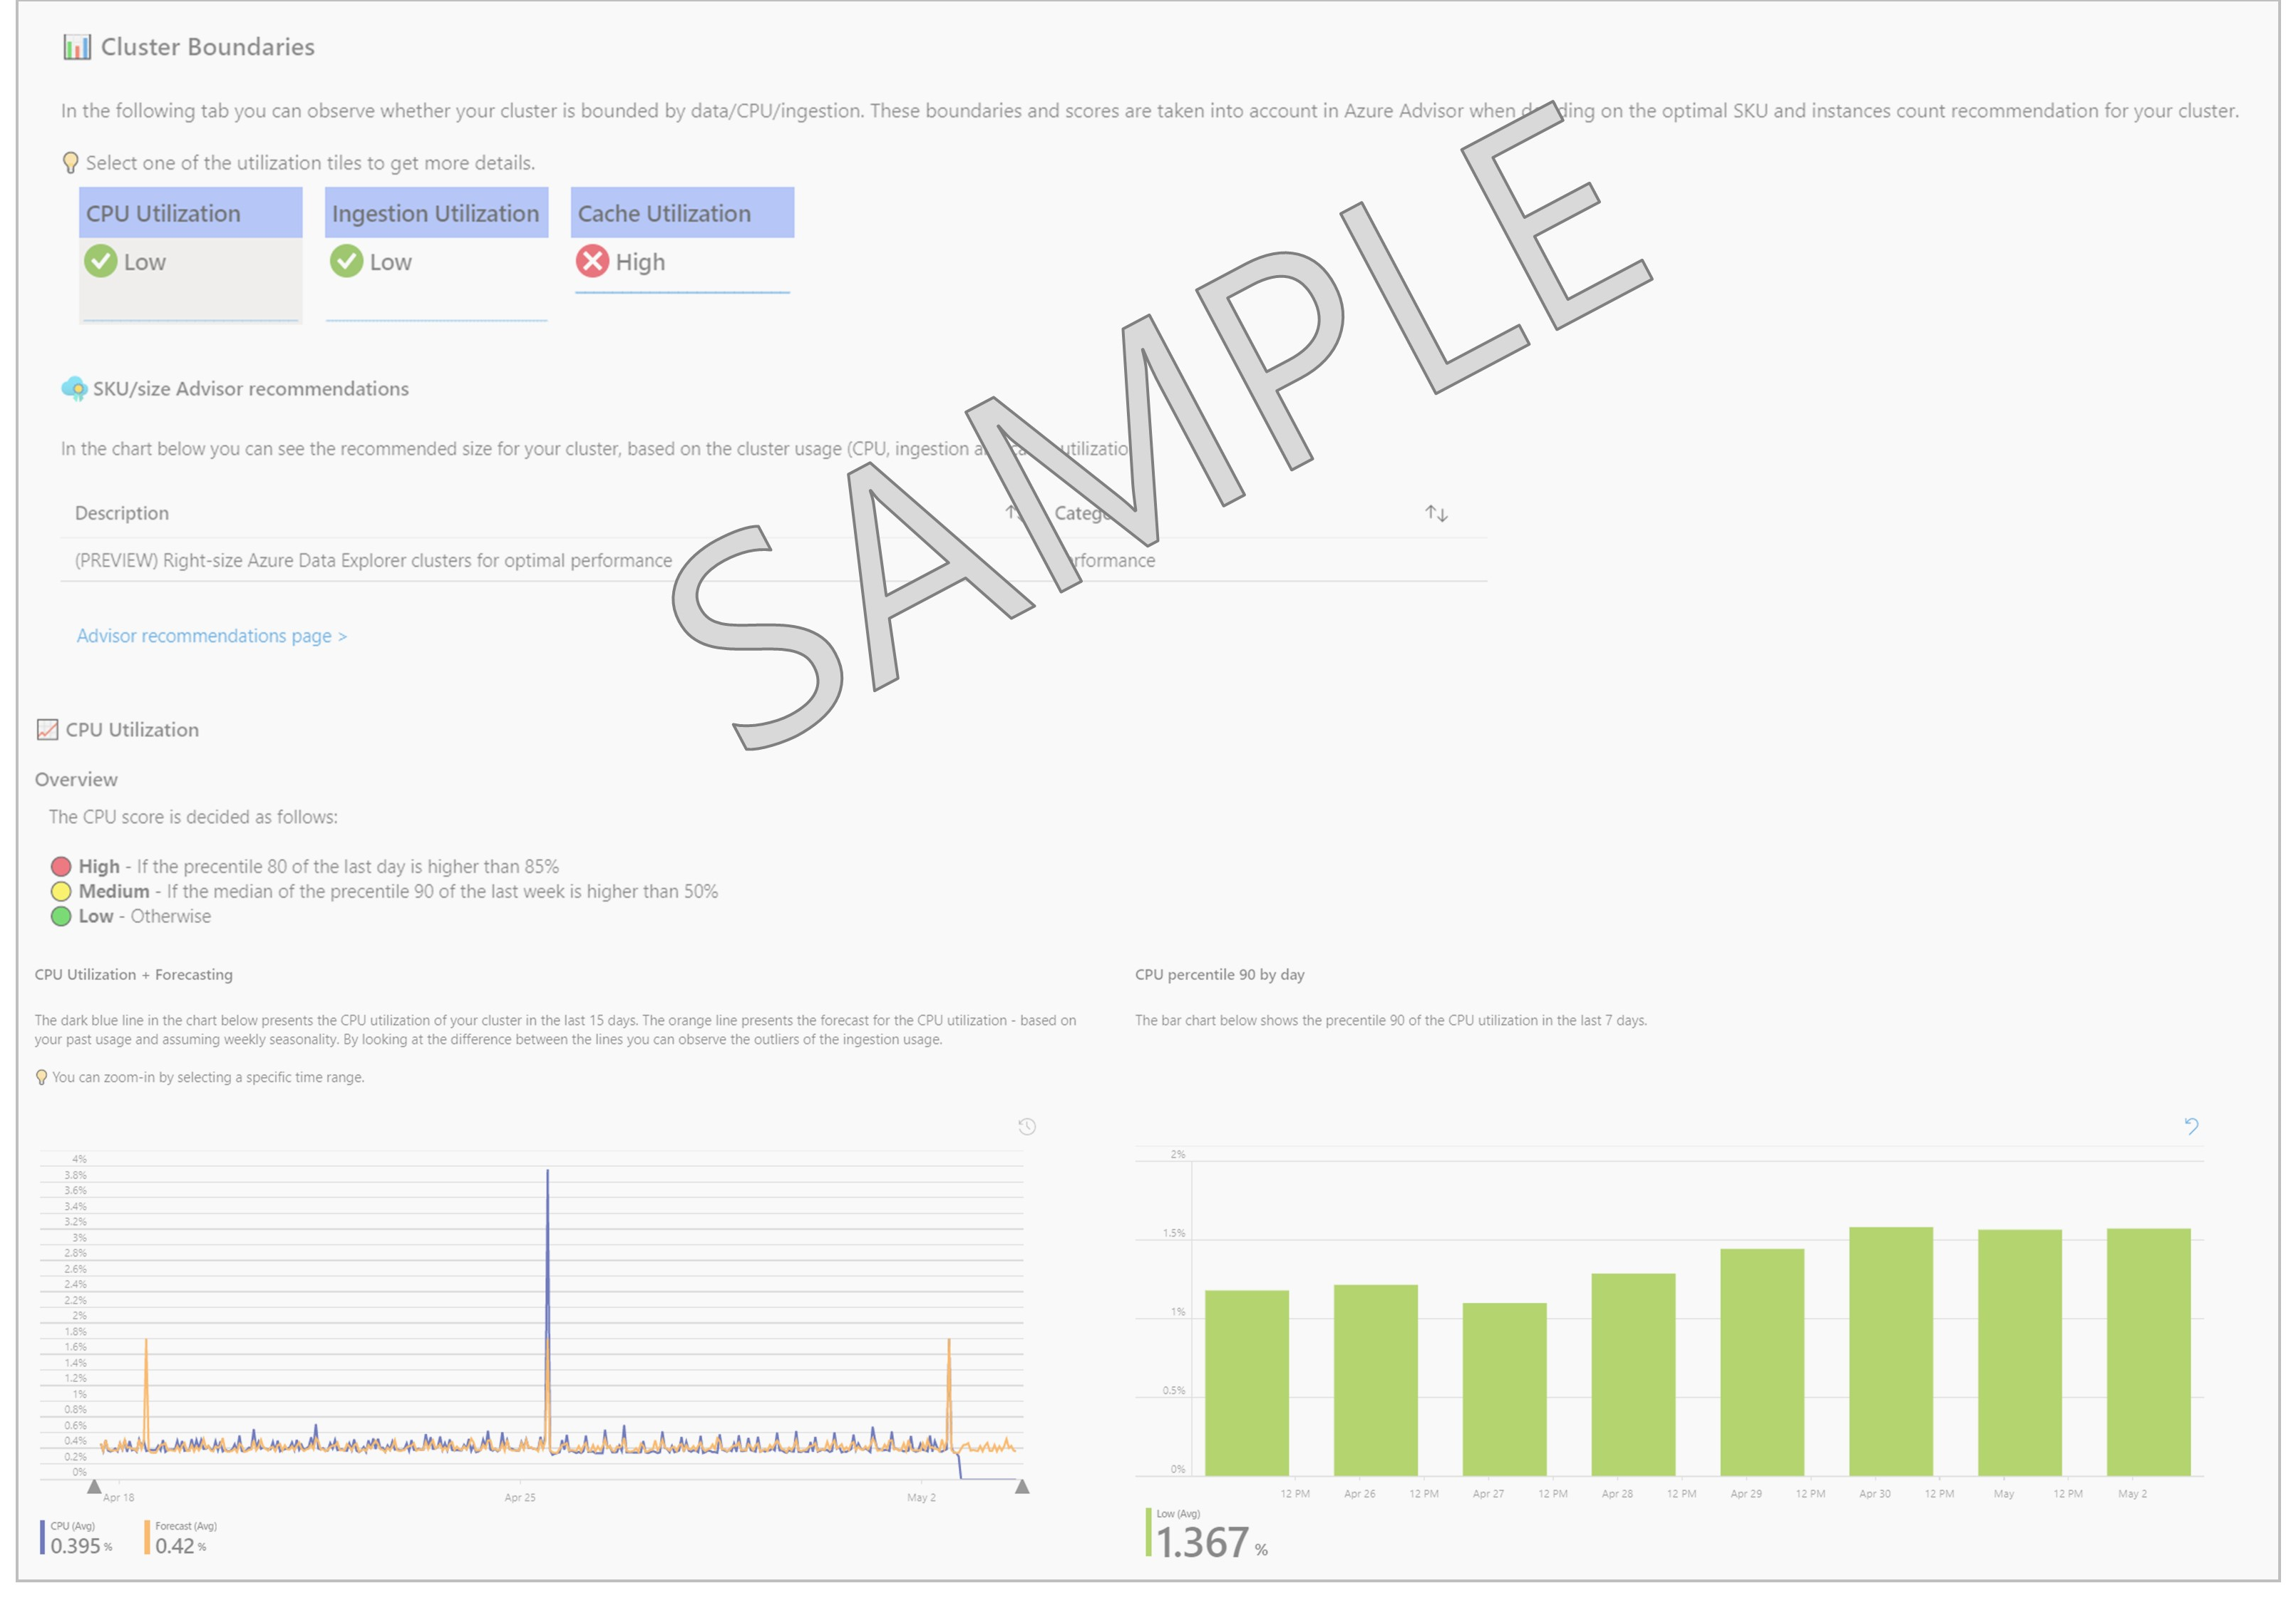 Cluster Boundaries
In the following tab you can observe whether your cluster is bounded by data/CPU/ingestion. These boundaries and scores are taken into account in Azure Advisor when on the optimal SKU and instances count recommendation for your cluster.
Select one of the utilization tiles to get more details.
CPU Utilization Ingestion Utilization Cache Utilization
Low Low High
SAMPLE
SKU/size Advisor recommendations
In the chart below you can see the recommended size for your cluster, based on the cluster usage (CPU, ingestion
Description
(PREVIEW) Right-size Azure Data Explorer clusters for optimal performance
Advisor recommendations page >
CPU Utilization
Overview
The CPU score is decided as follows:
High - If the precentile 80 of the last day is higher than 85%
Medium - If the median of the precentile 90 of the last week is higher than 50%
Low - Otherwise
CPU Utilization + Forecasting
The dark blue line in the chart below presents the CPU utilization of your cluster in the last 15 days. The orange line presents the forecast for the CPU utilization - based on
your past usage and assuming weekly seasonality. By looking at the difference between the lines you can observe the outliers of the ingestion usage.
You can zoom-in by selecting a specific time range.
4%
3.8%
3.6%
3.4%
3.2%
3%
2.8%
2.6%
2.4%
2.2%
2%
1.8%
1.6%
1.4%
1.2%
1%
0.8%
0.6%
0.4%
0.2%
0%
Apr 18 Apr 25 May 2
CPU (Avg) Forecast (Avg)
0.395 % 0.42 %
CPU percentile 90 by day
The bar chart below shows the precentile 90 of the CPU utilization in the last 7 days.
2%
1.5%
1%
0.5%
0%
12 PM Apr 26 12 PM Apr 27 12 PM Apr 28 12 PM Apr 29 12 PM Apr 30 12 PM May 12 PM May 2
Low (Avg)
1.367 %